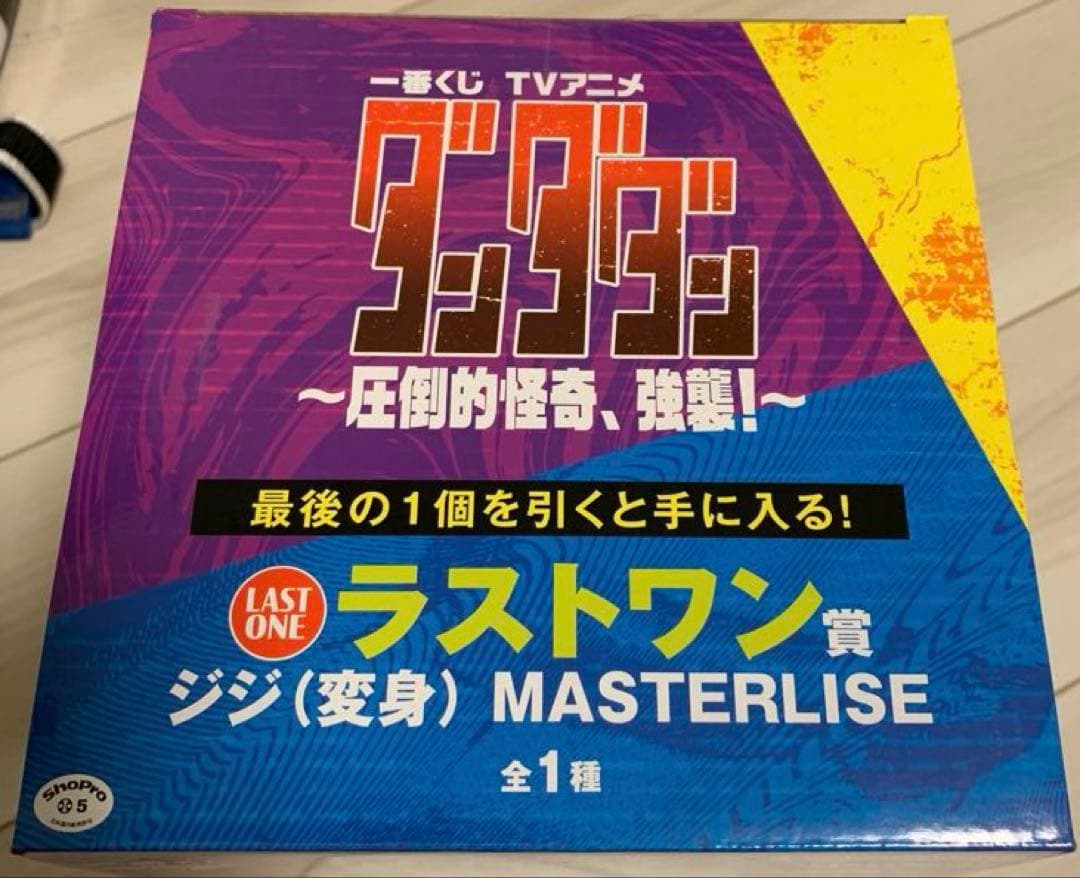 一番くじ TVアニメ
ダンダダン
〜圧倒的怪奇、強襲!〜
最後の1個を引くと手に入る!
LAST
ONE
ラストワン賞
ジジ(変身) MASTERLISE
全1種
ShoPro
5